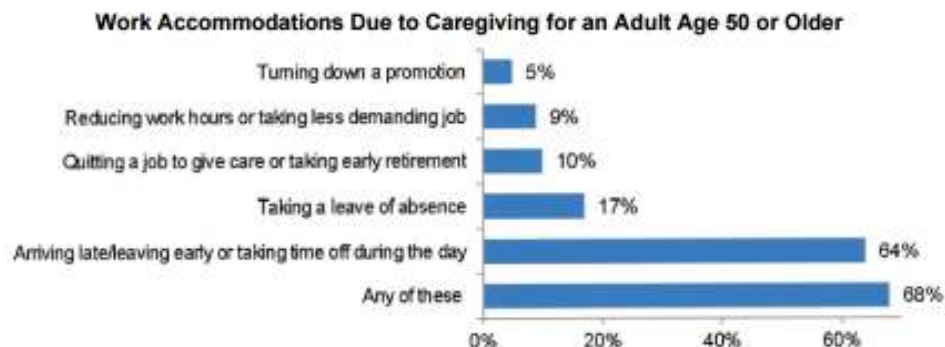 Work Accommodations Due to Caregiving for an Adult Age 50 or Older
Turning down a promotion 5%
Reducing work hours or taking less demanding job 9%
Quitting a job to give care or taking early retirement 10%
Taking a leave of absence 17%
Arriving late/leaving early or taking time off during the day 64%
Any of these 68%
0% 20% 40% 60%